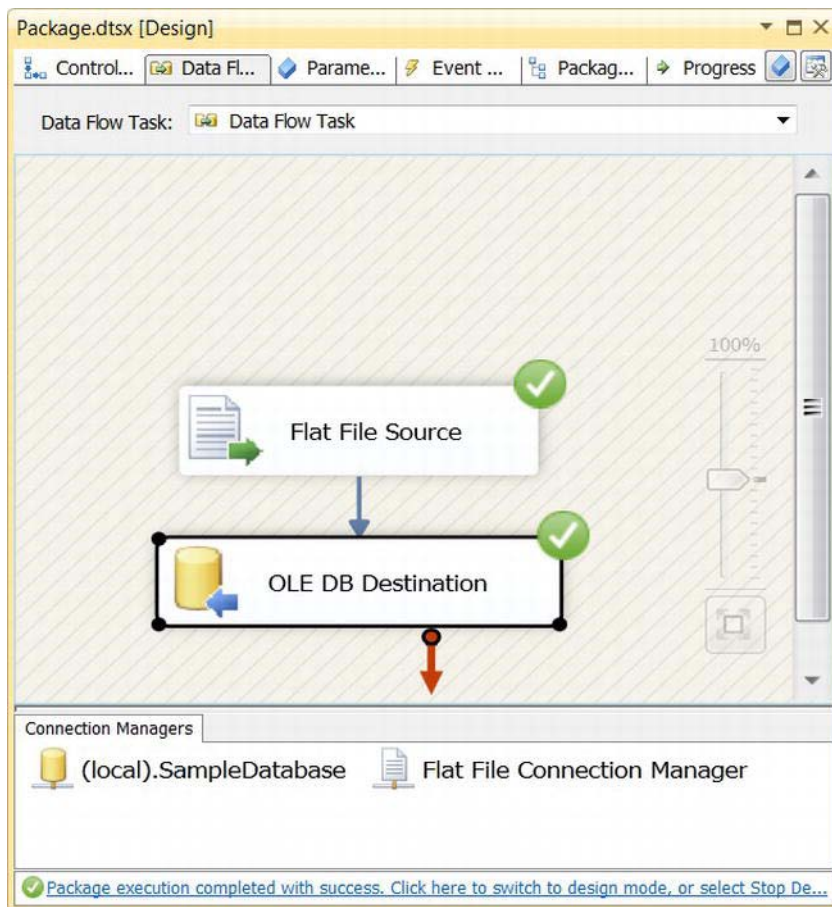 Package.dtsx [Design]
Control... Data Fl... Parame... Event ... Packag... Progress
Data Flow Task: Data Flow Task
100%
Flat File Source
OLE DB Destination
Connection Managers
(local).SampleDatabase Flat File Connection Manager
Package execution completed with success. Click here to switch to design mode, or select Stop De...